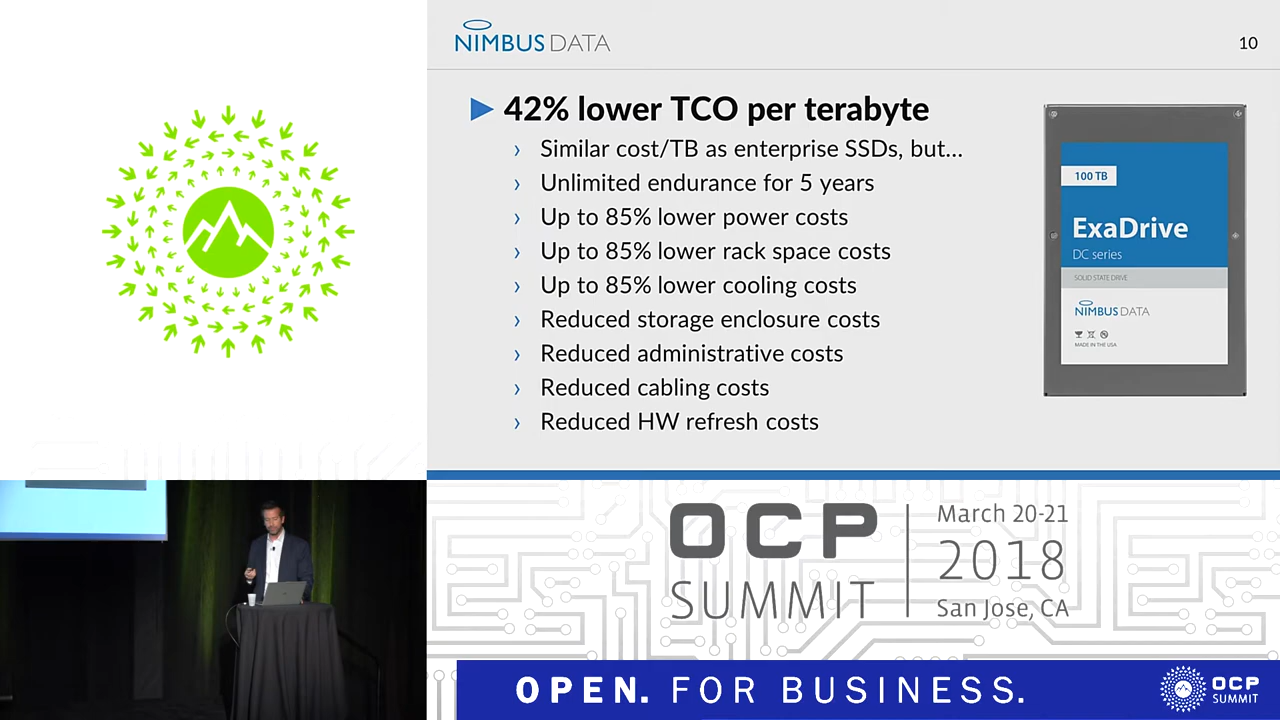 NIMBUS DATA
10
42% lower TCO per terabyte
› Similar cost/TB as enterprise SSDs, but...
› Unlimited endurance for 5 years
› Up to 85% lower power costs
› Up to 85% lower rack space costs
› Up to 85% lower cooling costs
› Reduced storage enclosure costs
› Reduced administrative costs
› Reduced cabling costs
› Reduced HW refresh costs
100 TB
ExaDrive
DC series
SOLID STATE DRIVE
NIMBUS DATA
MADE IN THE USA
OCP
SUMMIT
March 20-21
2018
San Jose, CA
OPEN. FOR BUSINESS.
OCP
SUMMIT